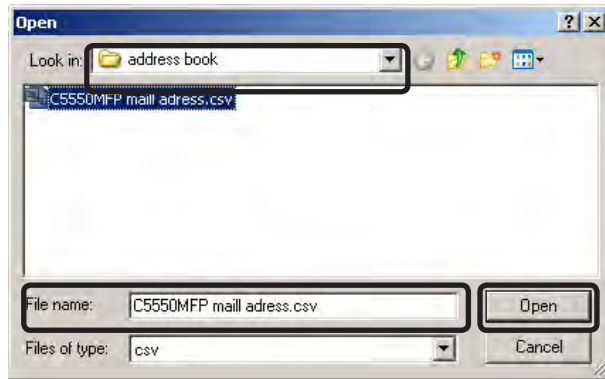 Open
Look in: address book
C5550MFP maill adress.csv
File name: C5550MFP maill adress.csv Open
Files of type: csv Cancel